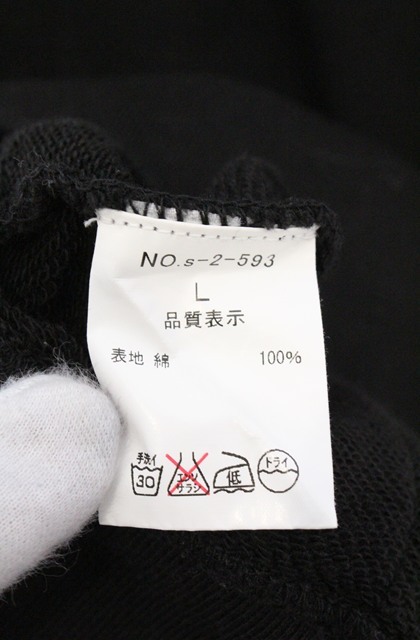 NO.s-2-593
L
品質表示
表地 綿 100%
手洗イ 30 エンソサラシ 低 ドライ